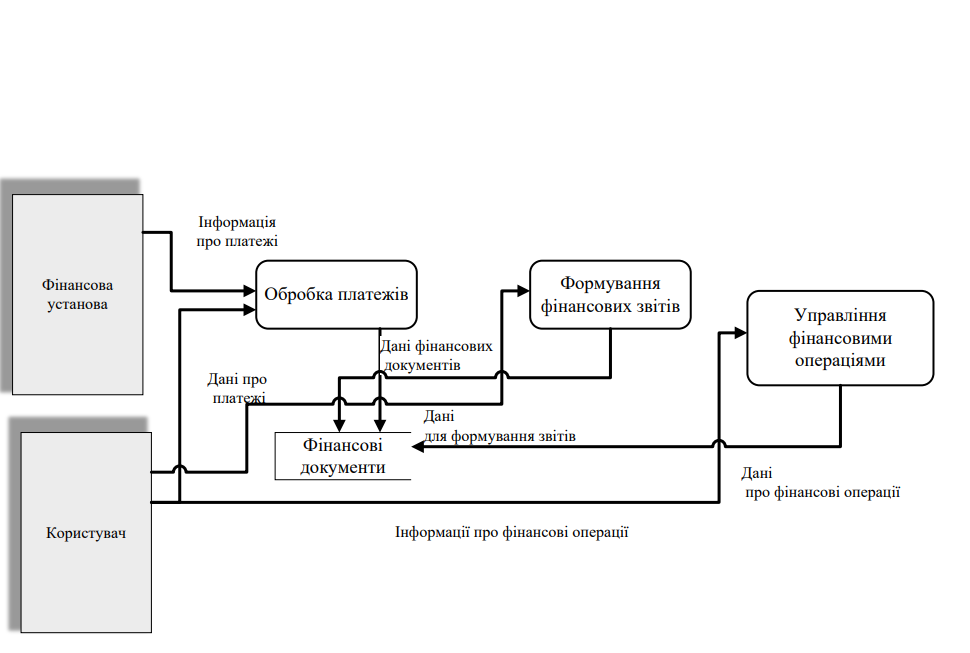 Інформація
про платежі
Фінансова
установа
Обробка платежів
Формування
фінансових звітів
Управління
фінансовими
операціями
Дані фінансових
документів
Дані про
платежі
Дані
для формування звітів
Фінансові
документи
Дані
про фінансові операції
Користувач
Інформації про фінансові операції